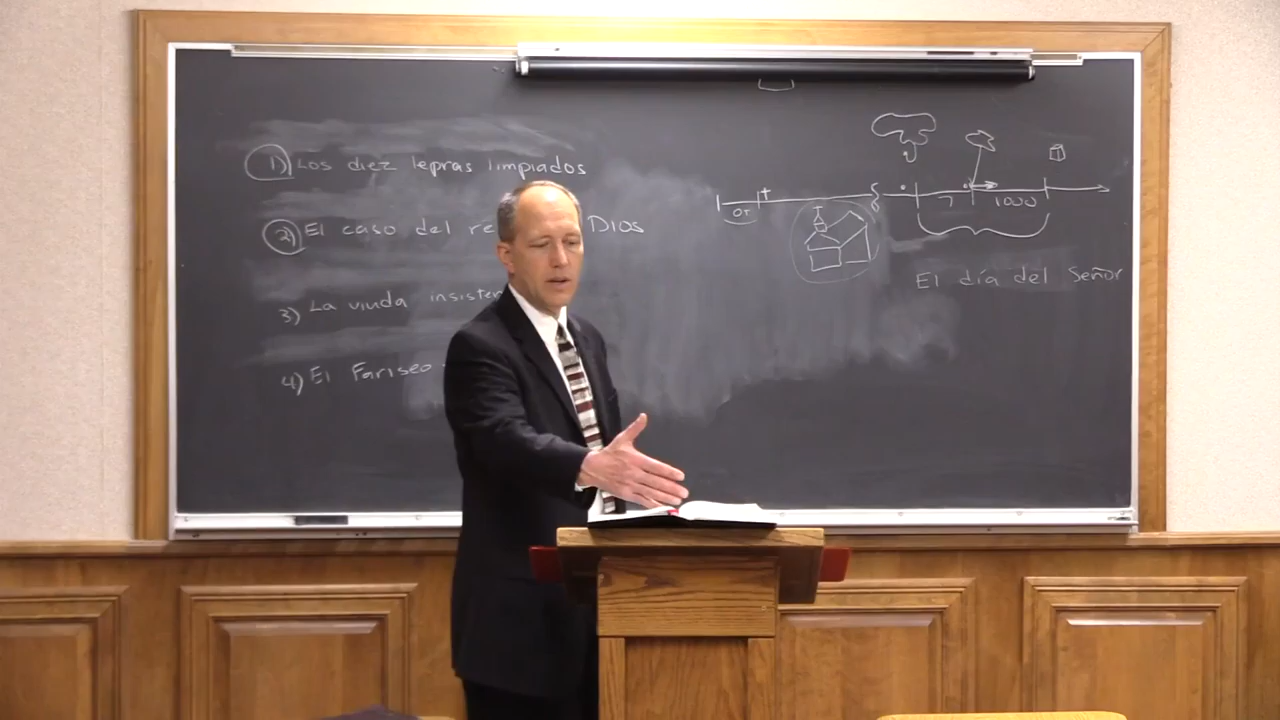 1) Los diez lepras limpiados
2) El caso del re Dios
3) La viuda insisten
4) El Fariseo
OT
7
1000
El día del Señor